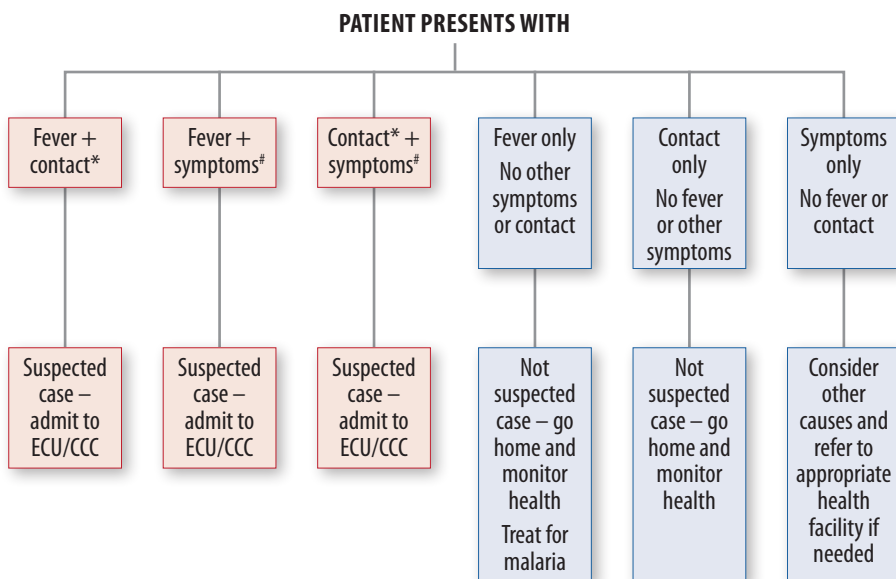 PATIENT PRESENTS WITH
Fever +
contact*
Fever +
symptoms#
Contact* +
symptoms#
Fever only
No other
symptoms
or contact
Contact
only
No fever
or other
symptoms
Symptoms
only
No fever or
contact
Suspected
case –
admit to
ECU/CCC
Suspected
case –
admit to
ECU/CCC
Suspected
case –
admit to
ECU/CCC
Not
suspected
case – go
home and
monitor
health
Treat for
malaria
Not
suspected
case – go
home and
monitor
health
Consider
other
causes and
refer to
appropriate
health
facility if
needed